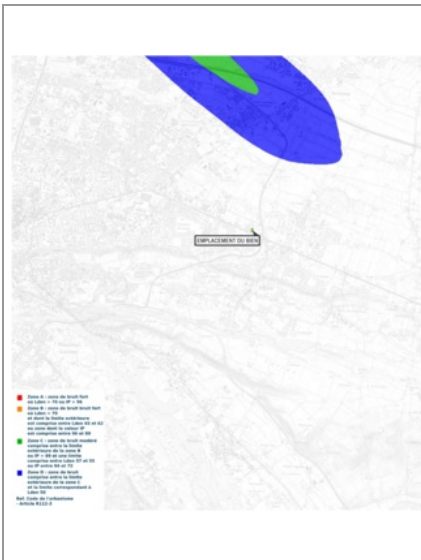 EMPLACEMENT DU BIEN
Zone A : zone de bruit fort
ou Lden > 70 ou IP > 96
Zone B : zone de bruit bruit fort
ou Lden < 70
et dont la limite extérieure
est comprise entre Lden 65 et 62
ou zone dont la valeur IP
est comprise entre 96 et 89
Zone C : zone de bruit modéré
comprise entre la limite
extérieure de la zone B
ou IP = 89 et une limite
comprise entre Lden 57 et 55
ou IP entre 84 et 72
Zone D : zone de bruit
comprise entre la limite
extérieure de la zone C
et la limite correspondant à
Lden 50
Ref. Code de l'urbanisme
- Article R112-3